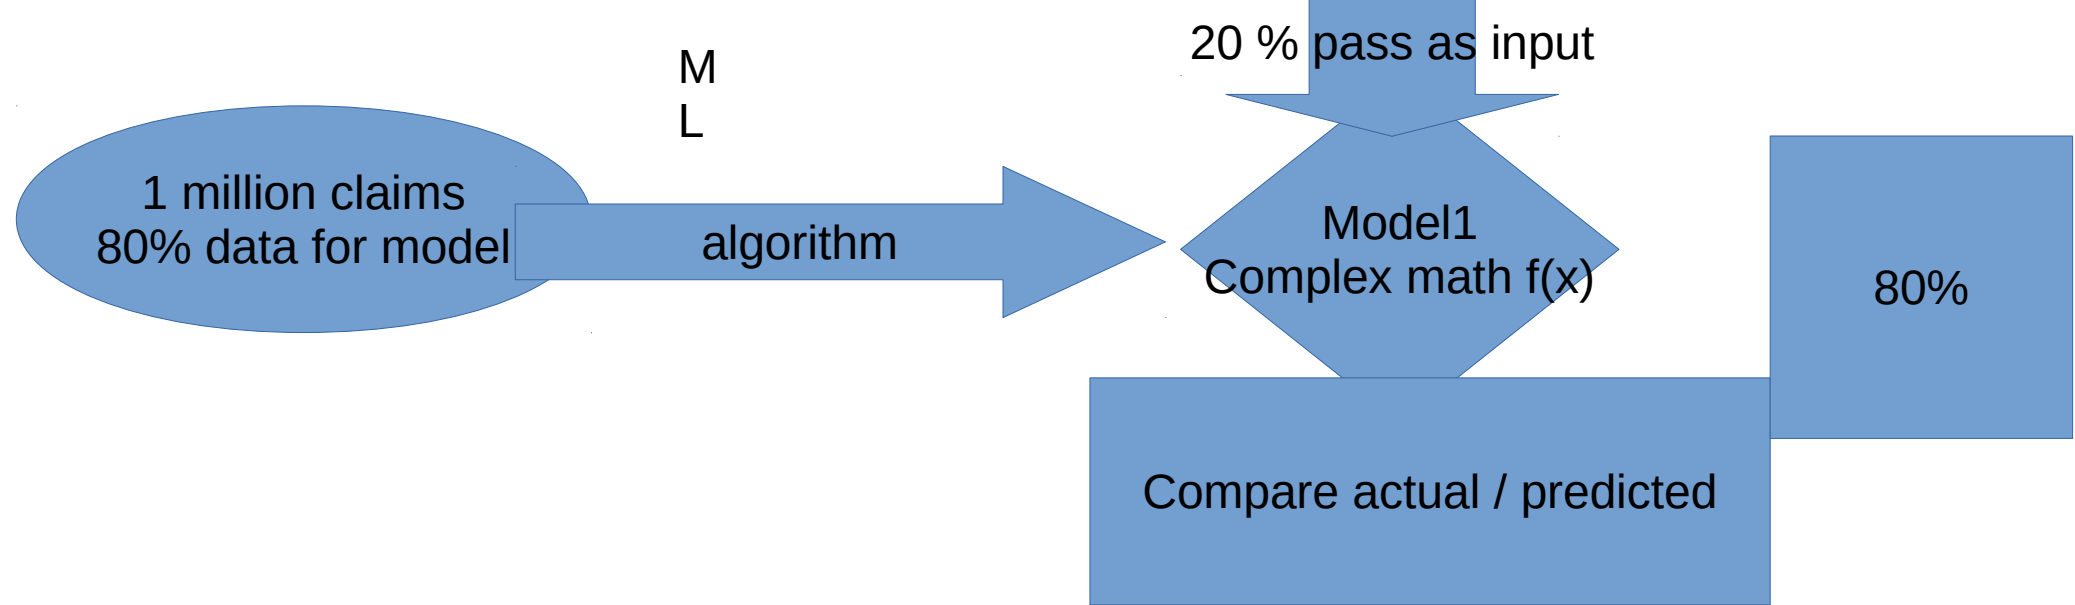 1 million claims
80% data for model
M
L
algorithm
20 % pass as input
Model1
Complex math f(x)
80%
Compare actual / predicted